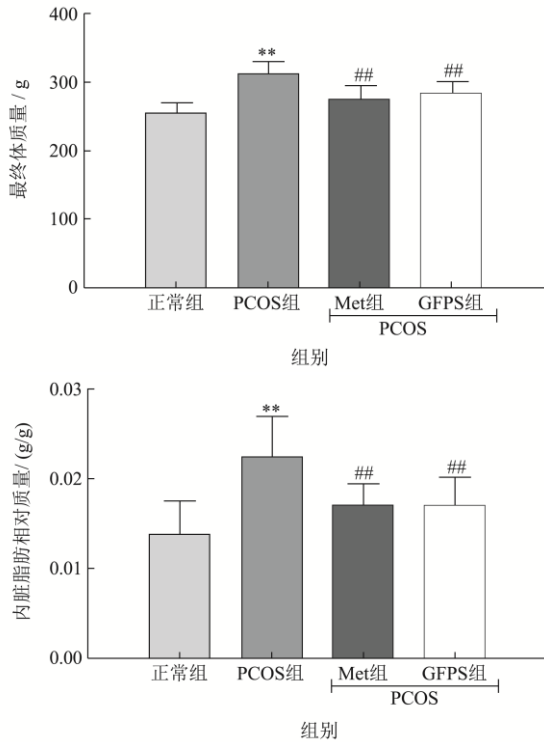 400
300
200
100
0
最终体质量 / g
**
##
##
正常组 PCOS组 Met组 GFPS组
PCOS
组别
0.03
0.02
0.01
0.00
内脏脂肪相对质量/ (g/g)
**
##
##
正常组 PCOS组 Met组 GFPS组
PCOS
组别